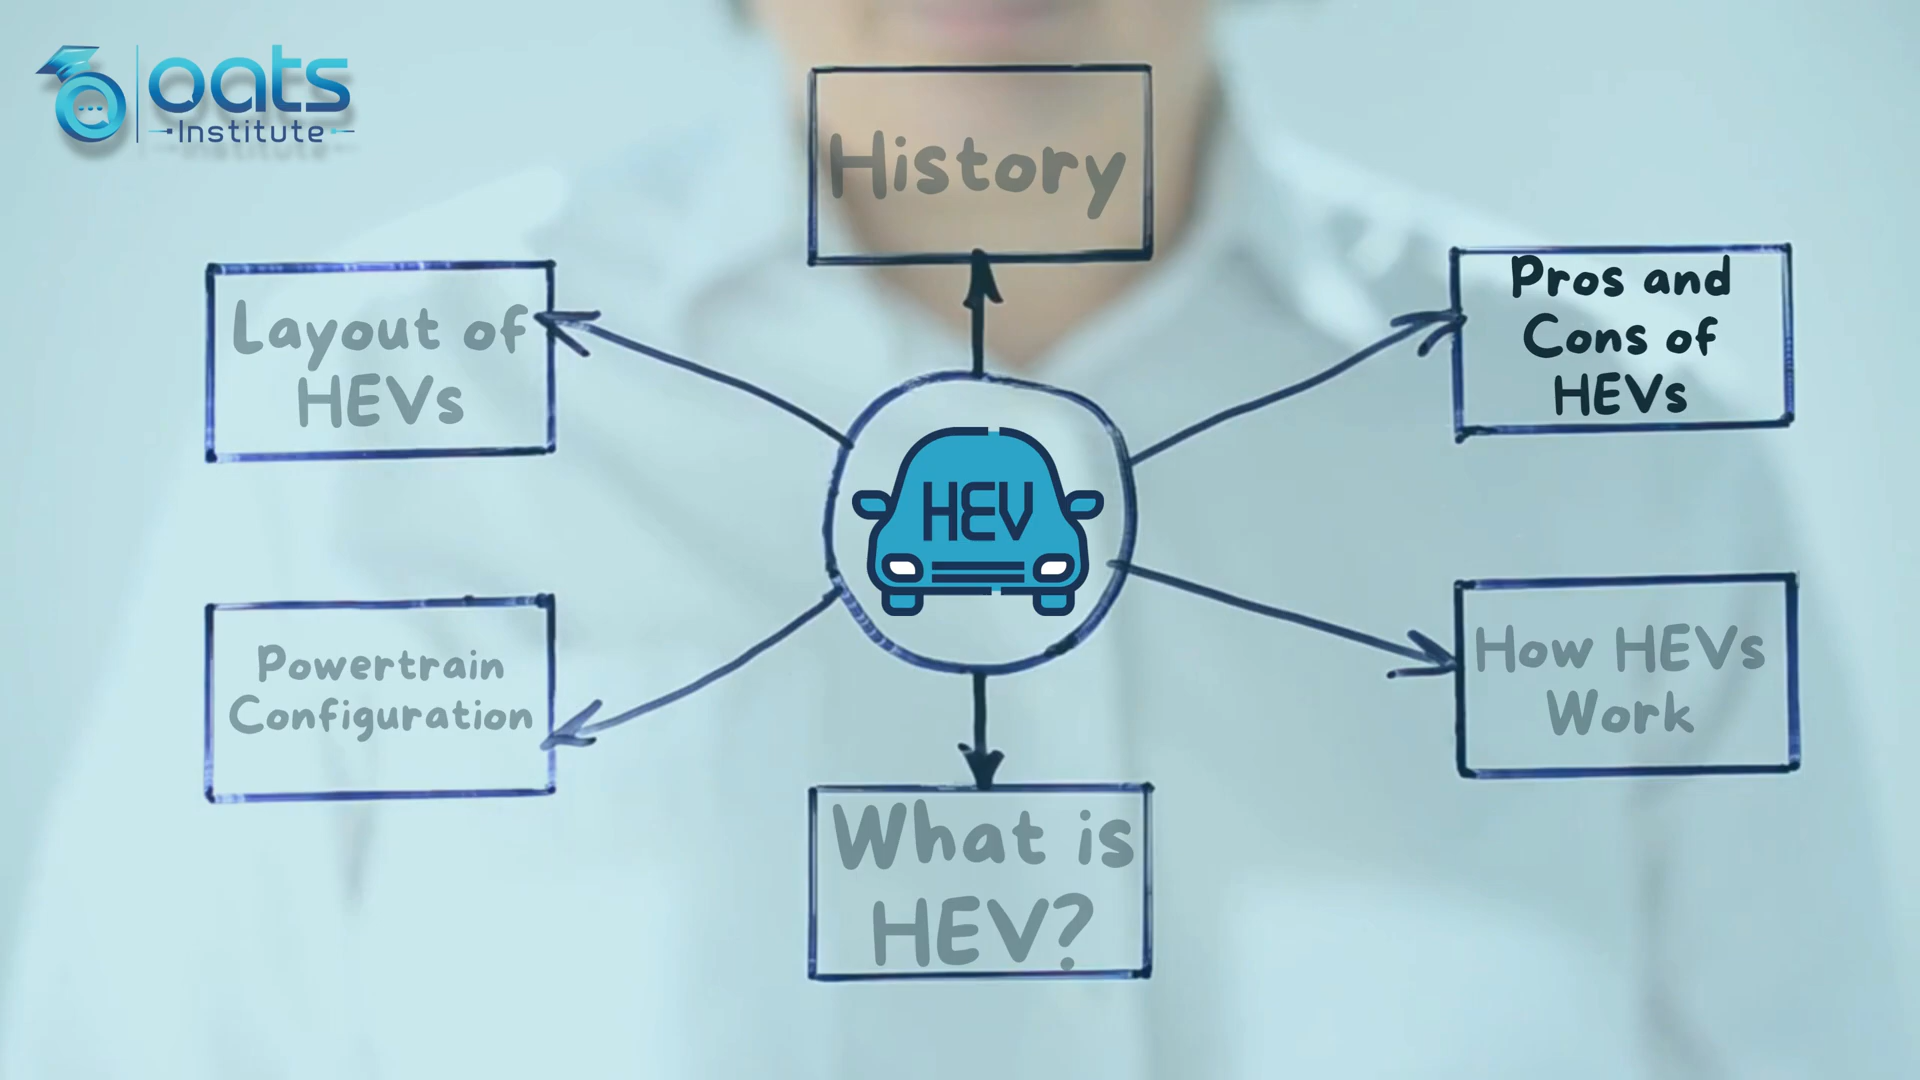 oats
Institute
History
Layout of
HEVs
Pros and
Cons of
HEVs
HEV
Powertrain
Configuration
How HEVs
Work
What is
HEV?